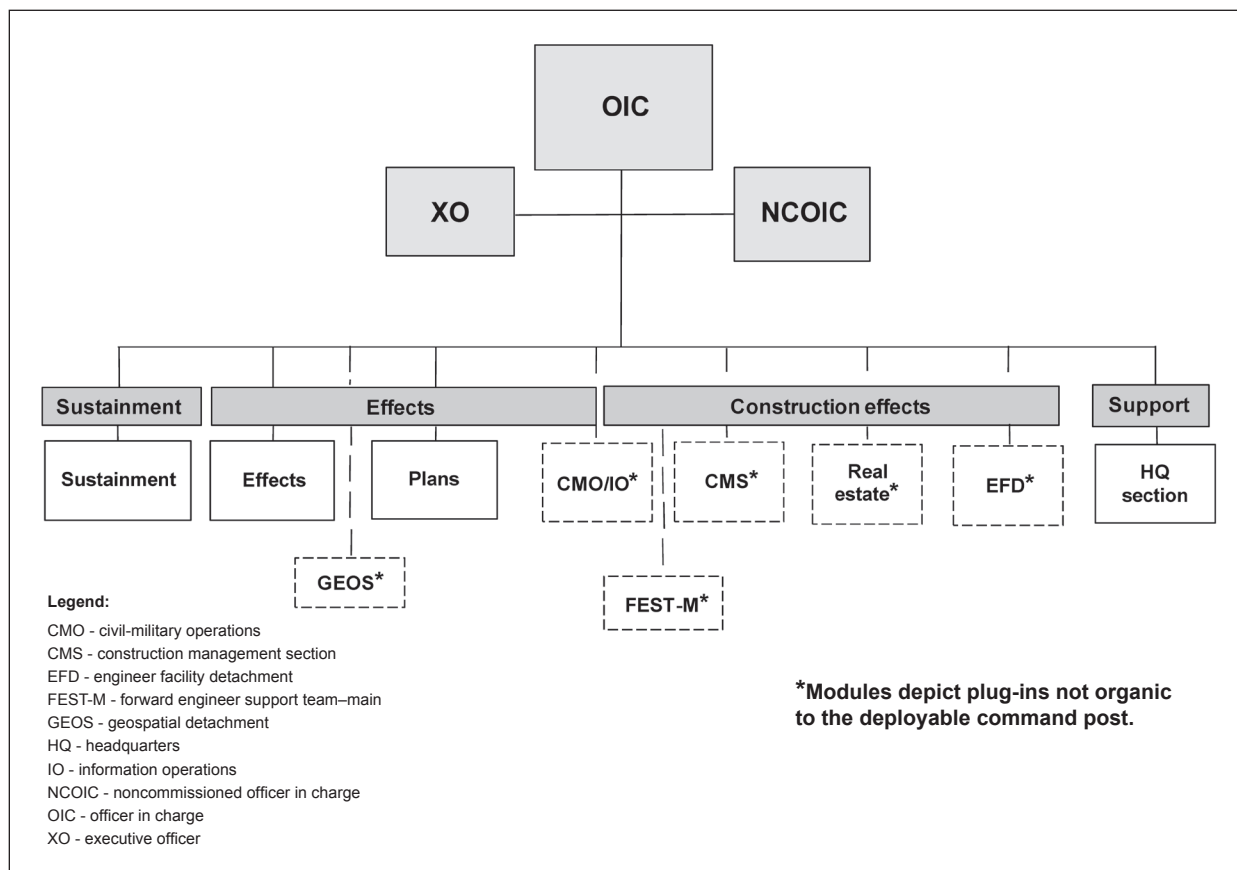 OIC
XO
NCOIC
Sustainment
Effects
Construction effects
Support
Sustainment
Effects
Plans
CMO/IO*
CMS*
Real
estate*
EFD*
HQ
section
GEOS*
FEST-M*
Legend:
CMO - civil-military operations
CMS - construction management section
EFD - engineer facility detachment
FEST-M - forward engineer support team–main
GEOS - geospatial detachment
HQ - headquarters
IO - information operations
NCOIC - noncommissioned officer in charge
OIC - officer in charge
XO - executive officer
*Modules depict plug-ins not organic
to the deployable command post.